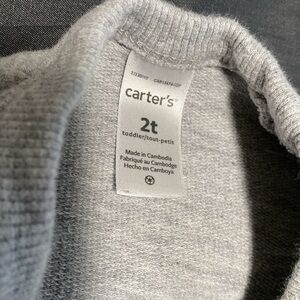 carter's
2t
toddler/tout-petit
Made in Cambodia
Fabriqué au Cambodge
Hecho en Camboya